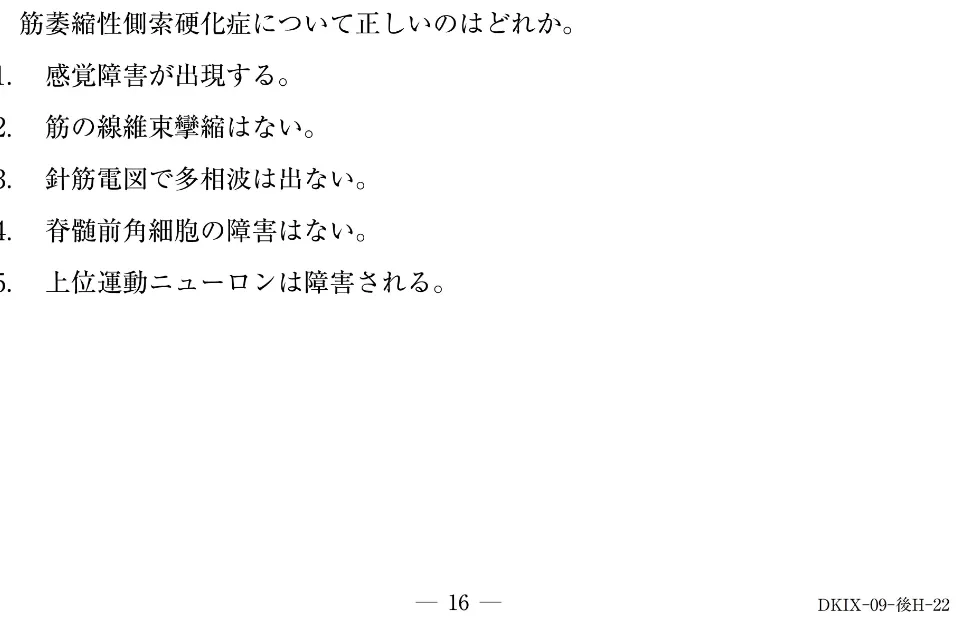 筋萎縮性側索硬化症について正しいのはどれか。
1. 感覚障害が出現する。
2. 筋の線維束攣縮はない。
3. 針筋電図で多相波は出ない。
4. 脊髄前角細胞の障害はない。
5. 上位運動ニューロンは障害される。
— 16 —
DKIX-09-後H-22